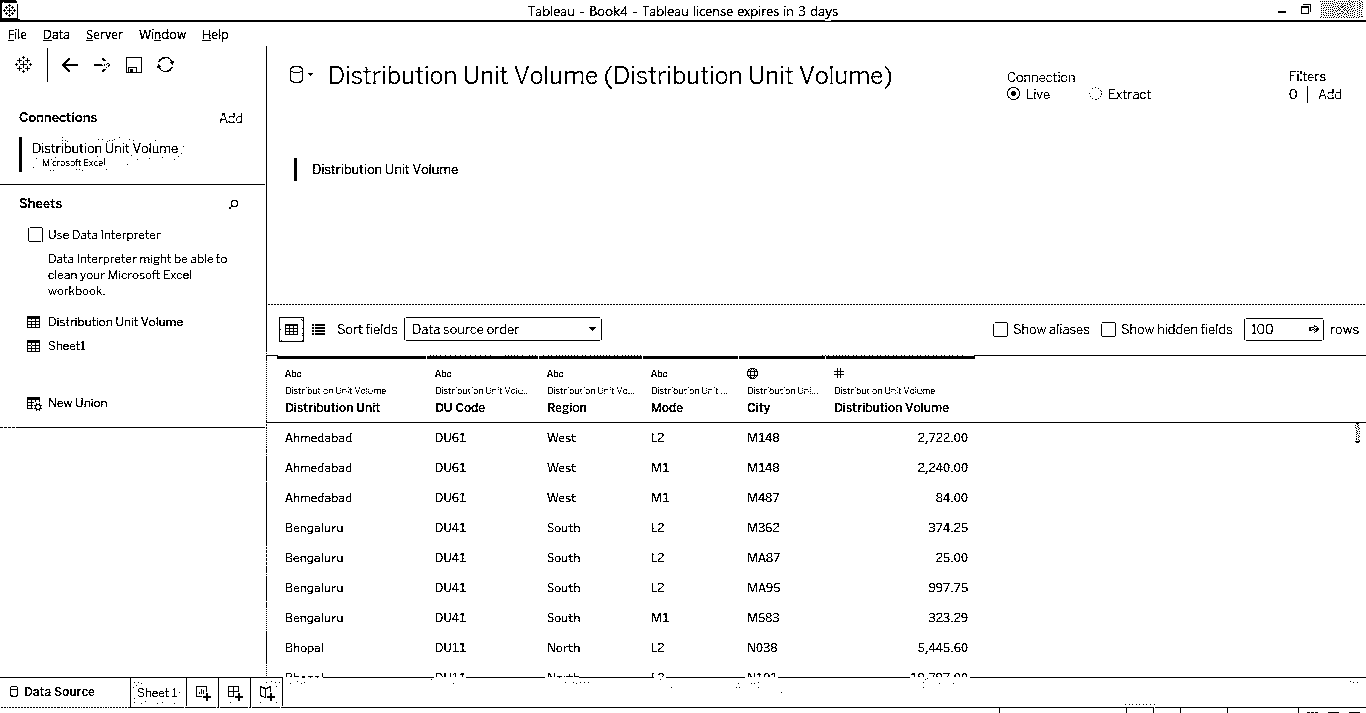 Tableau - Book4 - Tableau license expires in 3 days
File Data Server Window Help
Distribution Unit Volume (Distribution Unit Volume)
Connection
Live Extract
Filters
0 Add
Connections Add
Distribution Unit Volume
Microsoft Excel
Distribution Unit Volume
Sheets
Use Data Interpreter
Data Interpreter might be able to
clean your Microsoft Excel
workbook.
Distribution Unit Volume
Sheet1
New Union
Sort fields Data source order Show aliases Show hidden fields 100 rows
Abc Abc Abc Abc #
Distribution Unit Volume Distribution Unit Volu... Distribution Unit Vo... Distribution Unit ... Distribution Uni... Distribution Unit Volume
Distribution Unit DU Code Region Mode City Distribution Volume
Ahmedabad DU61 West L2 M148 2,722.00
Ahmedabad DU61 West M1 M148 2,240.00
Ahmedabad DU61 West M1 M487 84.00
Bengaluru DU41 South L2 M362 374.25
Bengaluru DU41 South L2 MA87 25.00
Bengaluru DU41 South L2 MA95 997.75
Bengaluru DU41 South M1 M583 323.29
Bhopal DU11 North L2 N038 5,445.60
Data Source Sheet 1